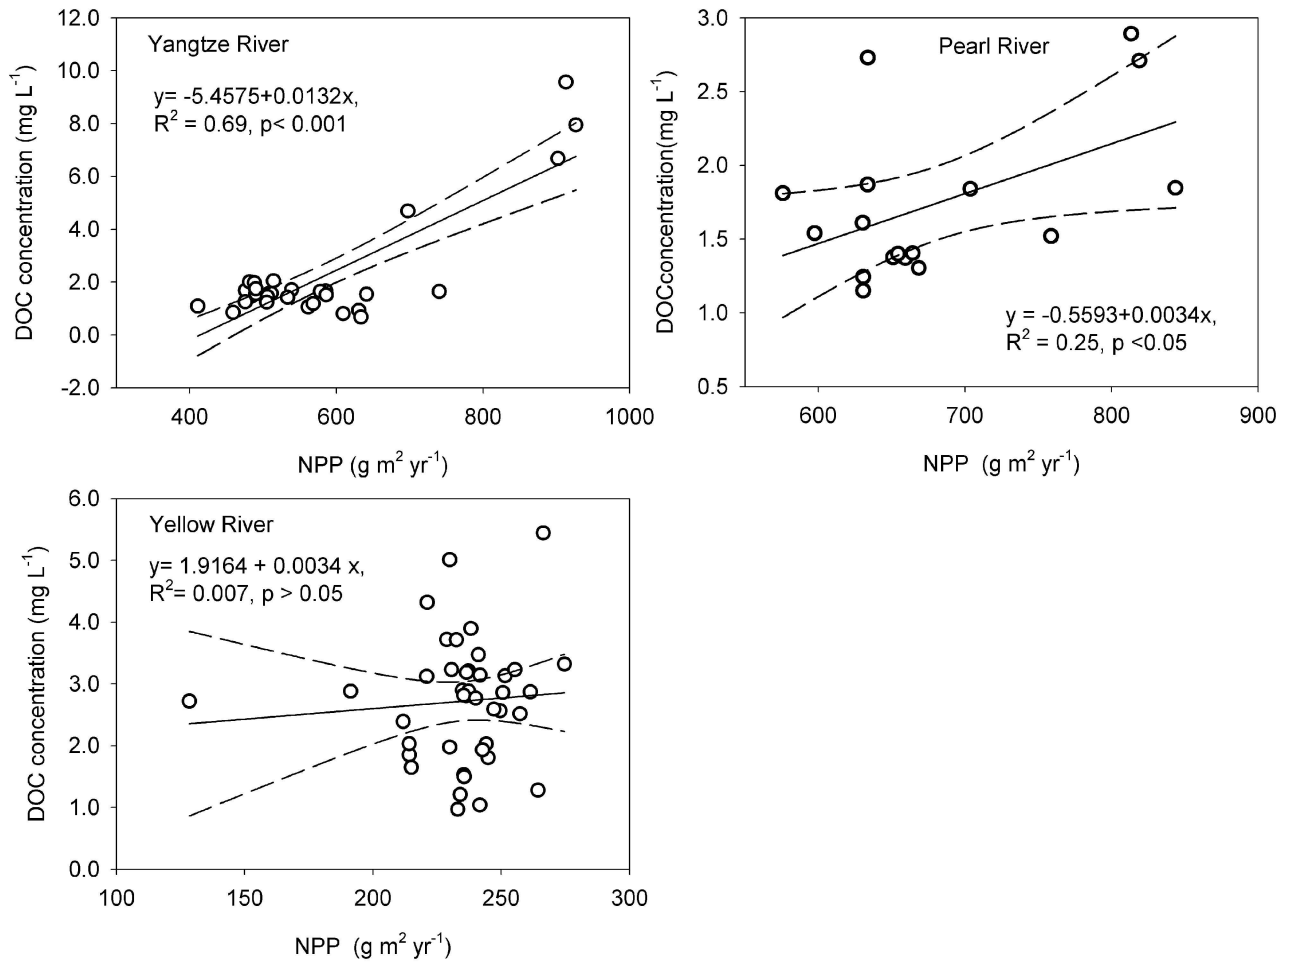 Yangtze River
y= -5.4575+0.0132x,
R² = 0.69, p< 0.001
DOC concentration (mg L⁻¹)
12.0
10.0
8.0
6.0
4.0
2.0
0.0
-2.0
400 600 800 1000
NPP (g m² yr⁻¹)
Pearl River
y = -0.5593+0.0034x,
R² = 0.25, p <0.05
DOCconcentration(mg L⁻¹)
3.0
2.5
2.0
1.5
1.0
0.5
600 700 800 900
NPP (g m² yr⁻¹)
Yellow River
y= 1.9164 + 0.0034 x,
R²= 0.007, p > 0.05
DOC concentration (mg L⁻¹)
6.0
5.0
4.0
3.0
2.0
1.0
0.0
100 150 200 250 300
NPP (g m² yr⁻¹)